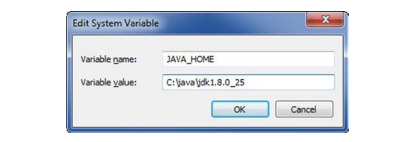 Edit System Variable
Variable name: JAVA_HOME
Variable value: C:\java\jdk1.8.0_25
OK Cancel